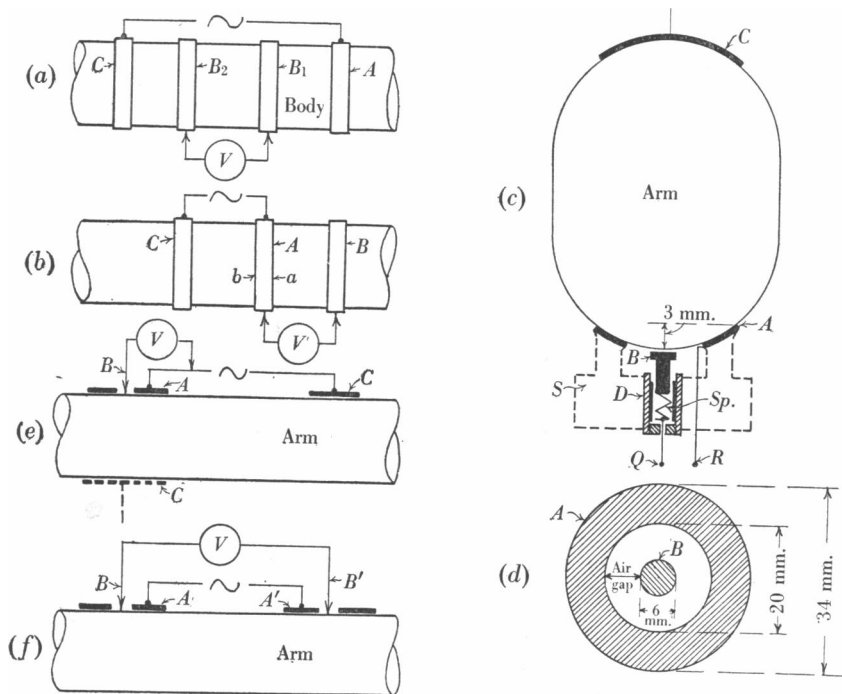 (a)
C
B2
B1
A
Body
V
(b)
C
A
B
b
a
V
(e)
V
B
A
C
Arm
C
(f)
V
B
B'
A
A'
Arm
(c)
C
Arm
3 mm.
A
B
S
D
Sp.
Q
R
(d)
A
B
Air
gap
6
mm.
20 mm.
34 mm.